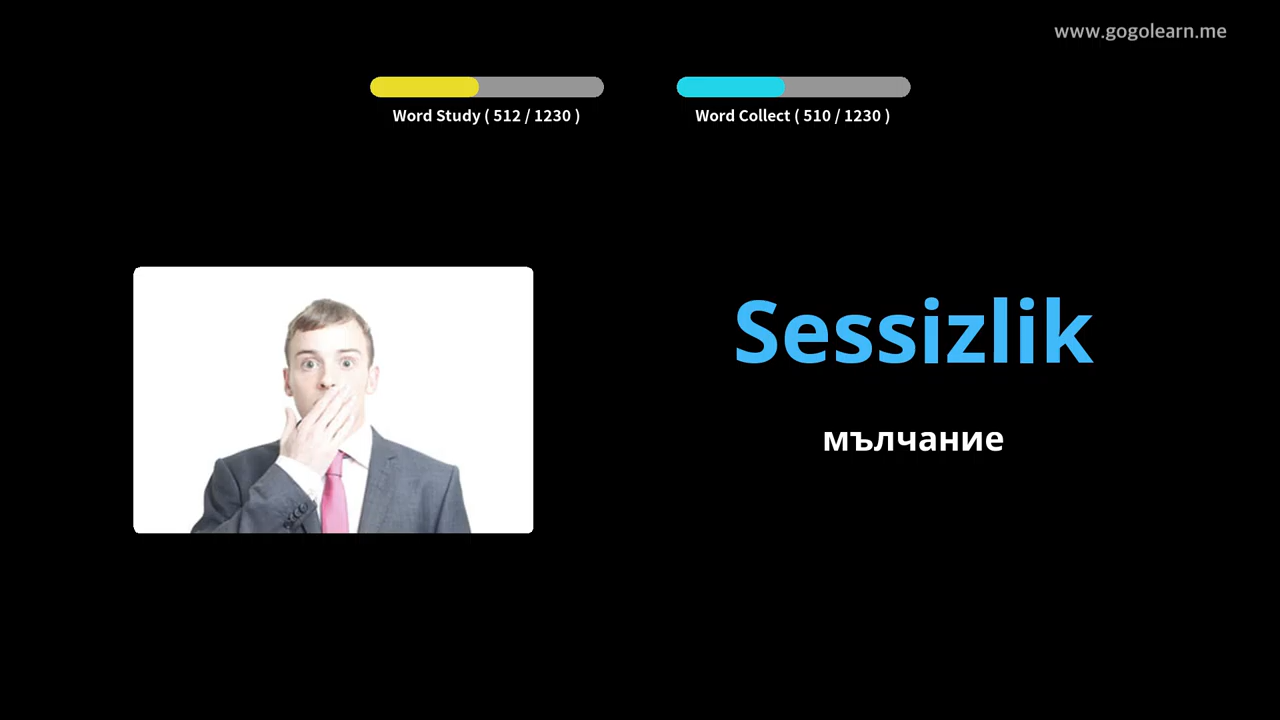 www.gogolearn.me
Word Study ( 512 / 1230 )
Word Collect ( 510 / 1230 )
Sessizlik
мълчание